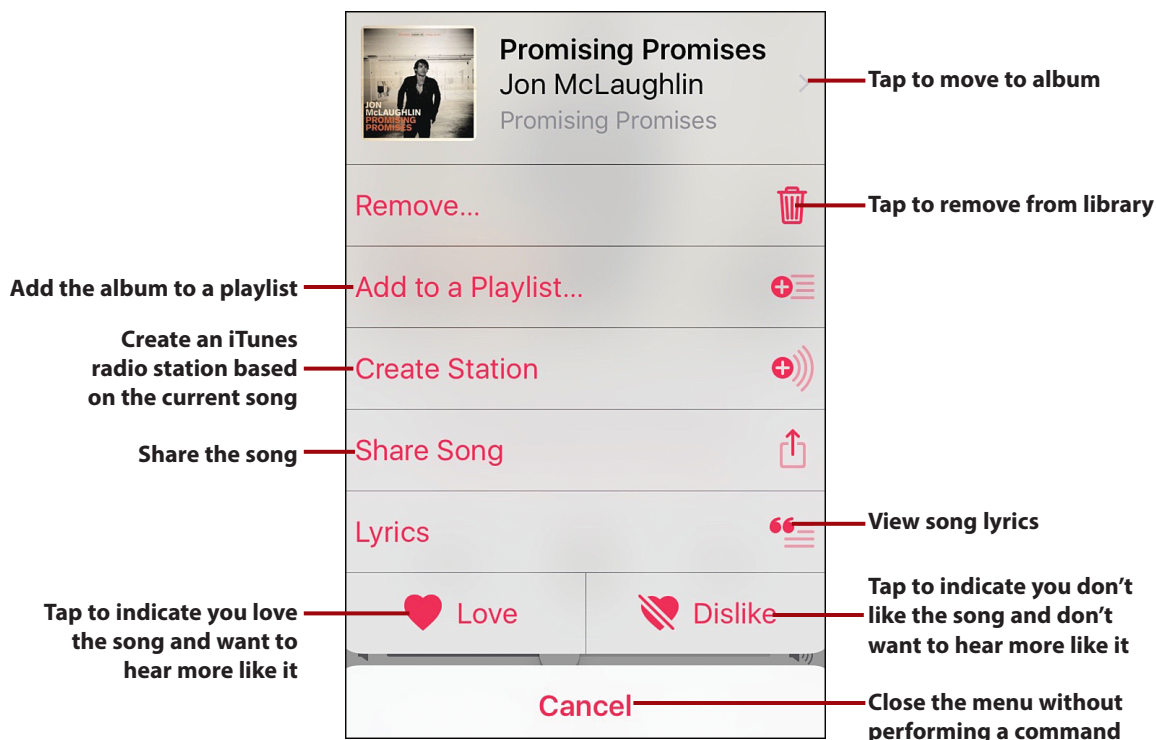 Promising Promises
Jon McLaughlin
Promising Promises
JON
McLAUGHLIN
PROMISING
PROMISES
Tap to move to album
Remove...
Tap to remove from library
Add the album to a playlist
Add to a Playlist...
Create an iTunes
radio station based
on the current song
Create Station
Share the song
Share Song
Lyrics
View song lyrics
Tap to indicate you love
the song and want to
hear more like it
Love
Dislike
Tap to indicate you don’t
like the song and don’t
want to hear more like it
Cancel
Close the menu without
performing a command